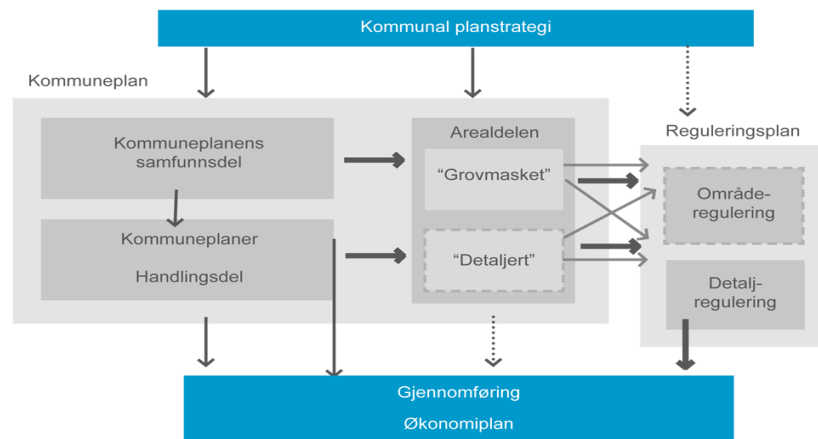 Kommunal planstrategi
Kommuneplan
Kommuneplanens
samfunnsdel
Kommuneplaner
Handlingsdel
Arealdelen
“Grovmasket”
“Detaljert”
Reguleringsplan
Område-
regulering
Detalj-
regulering
Gjennomføring
Økonomiplan